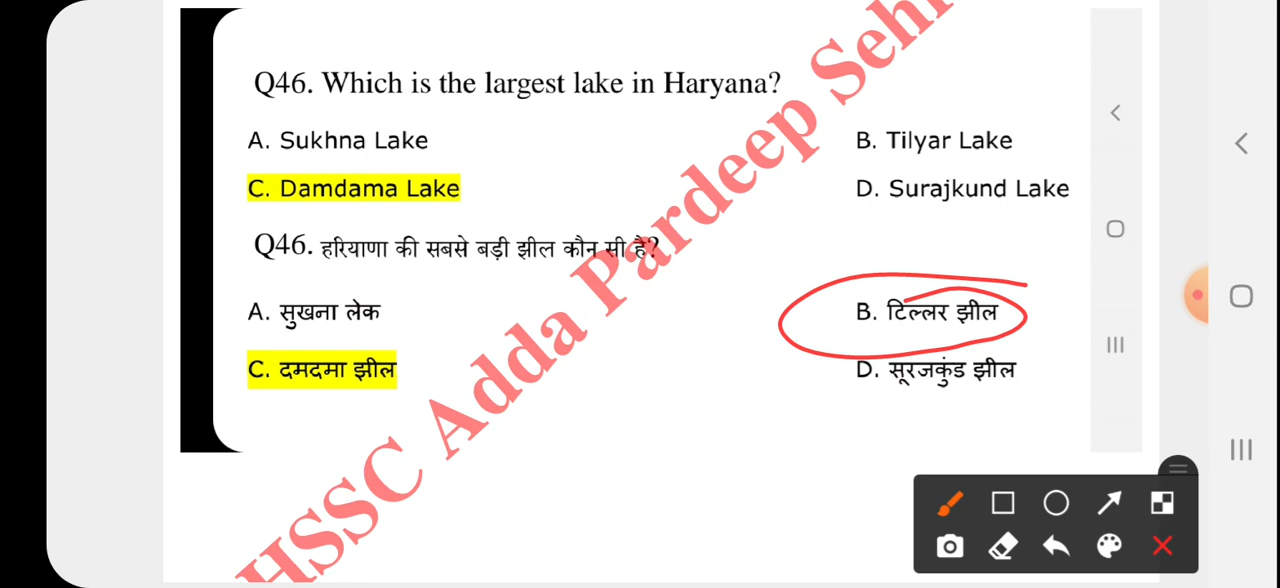 Q46. Which is the largest lake in Haryana?
A. Sukhna Lake
B. Tilyar Lake
C. Damdama Lake
D. Surajkund Lake
Q46. हरियाणा की सबसे बड़ी झील कौन सी है?
A. सुखना लेक
B. टिल्लर झील
C. दमदमा झील
D. सूरजकुंड झील
HSSC Adda Pardeep